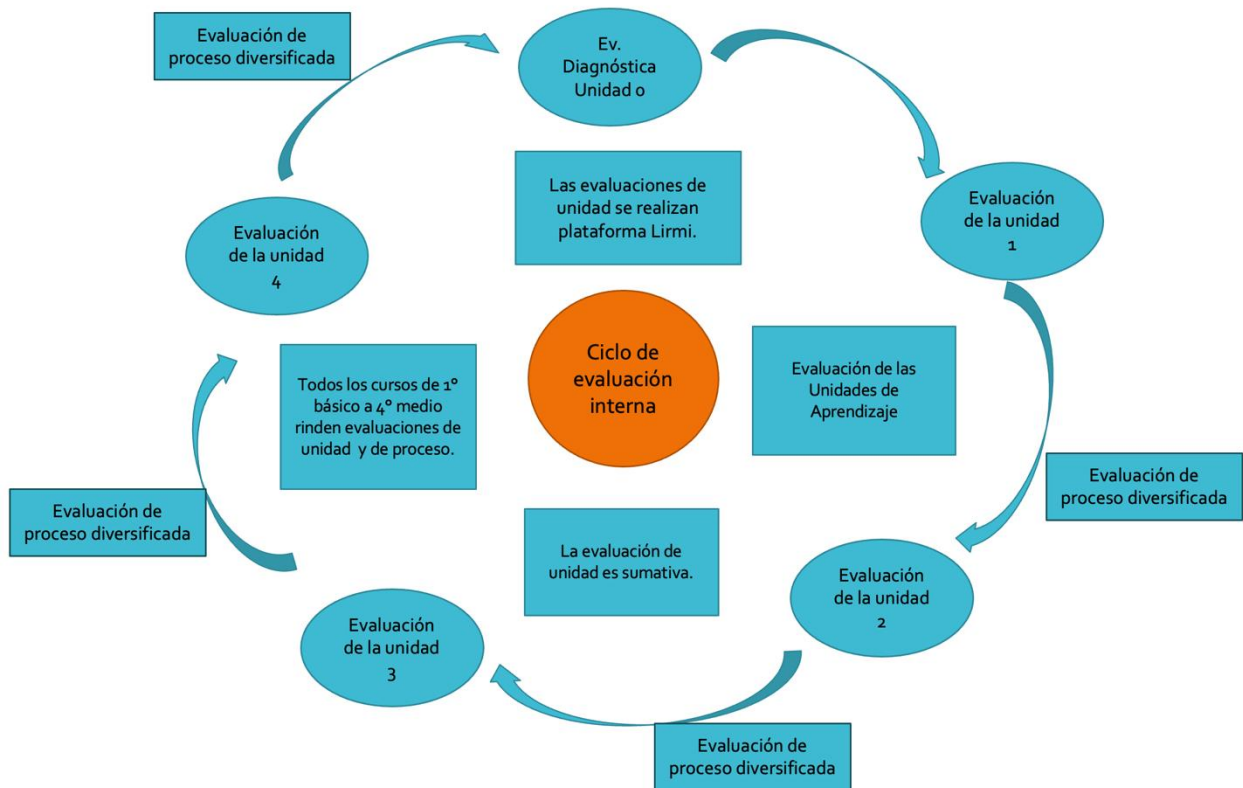 Evaluación de
proceso diversificada
Ev.
Diagnóstica
Unidad 0
Las evaluaciones de
unidad se realizan
plataforma Lirmi.
Evaluación
de la unidad
1
Evaluación
de la unidad
4
Ciclo de
evaluación
interna
Todos los cursos de 1º
básico a 4º medio
rinden evaluaciones de
unidad y de proceso.
Evaluación de las
Unidades de
Aprendizaje
Evaluación de
proceso diversificada
Evaluación de
proceso diversificada
La evaluación de
unidad es sumativa.
Evaluación
de la unidad
2
Evaluación
de la unidad
3
Evaluación de
proceso diversificada